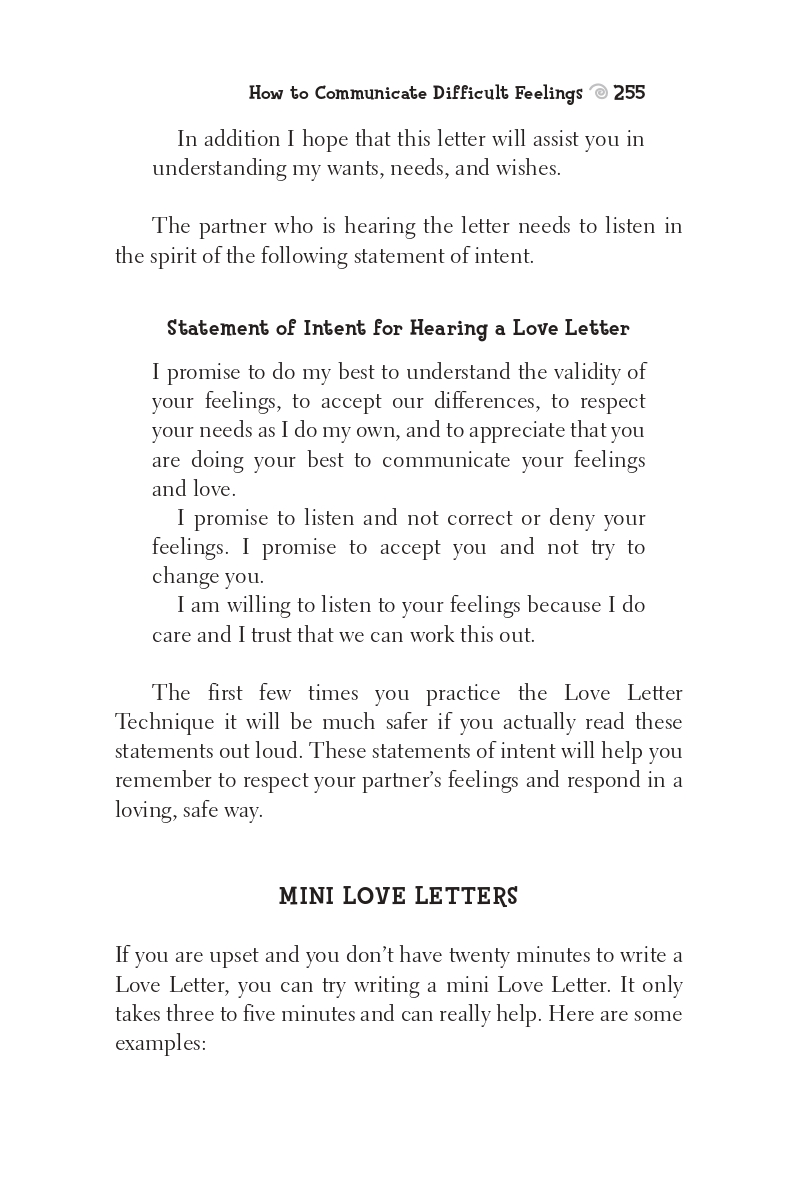 How to Communicate Difficult Feelings 255
In addition I hope that this letter will assist you in
understanding my wants, needs, and wishes.
The partner who is hearing the letter needs to listen in
the spirit of the following statement of intent.
Statement of Intent for Hearing a Love Letter
I promise to do my best to understand the validity of
your feelings, to accept our differences, to respect
your needs as I do my own, and to appreciate that you
are doing your best to communicate your feelings
and love.
I promise to listen and not correct or deny your
feelings. I promise to accept you and not try to
change you.
I am willing to listen to your feelings because I do
care and I trust that we can work this out.
The first few times you practice the Love Letter
Technique it will be much safer if you actually read these
statements out loud. These statements of intent will help you
remember to respect your partner’s feelings and respond in a
loving, safe way.
MINI LOVE LETTERS
If you are upset and you don’t have twenty minutes to write a
Love Letter, you can try writing a mini Love Letter. It only
takes three to five minutes and can really help. Here are some
examples: